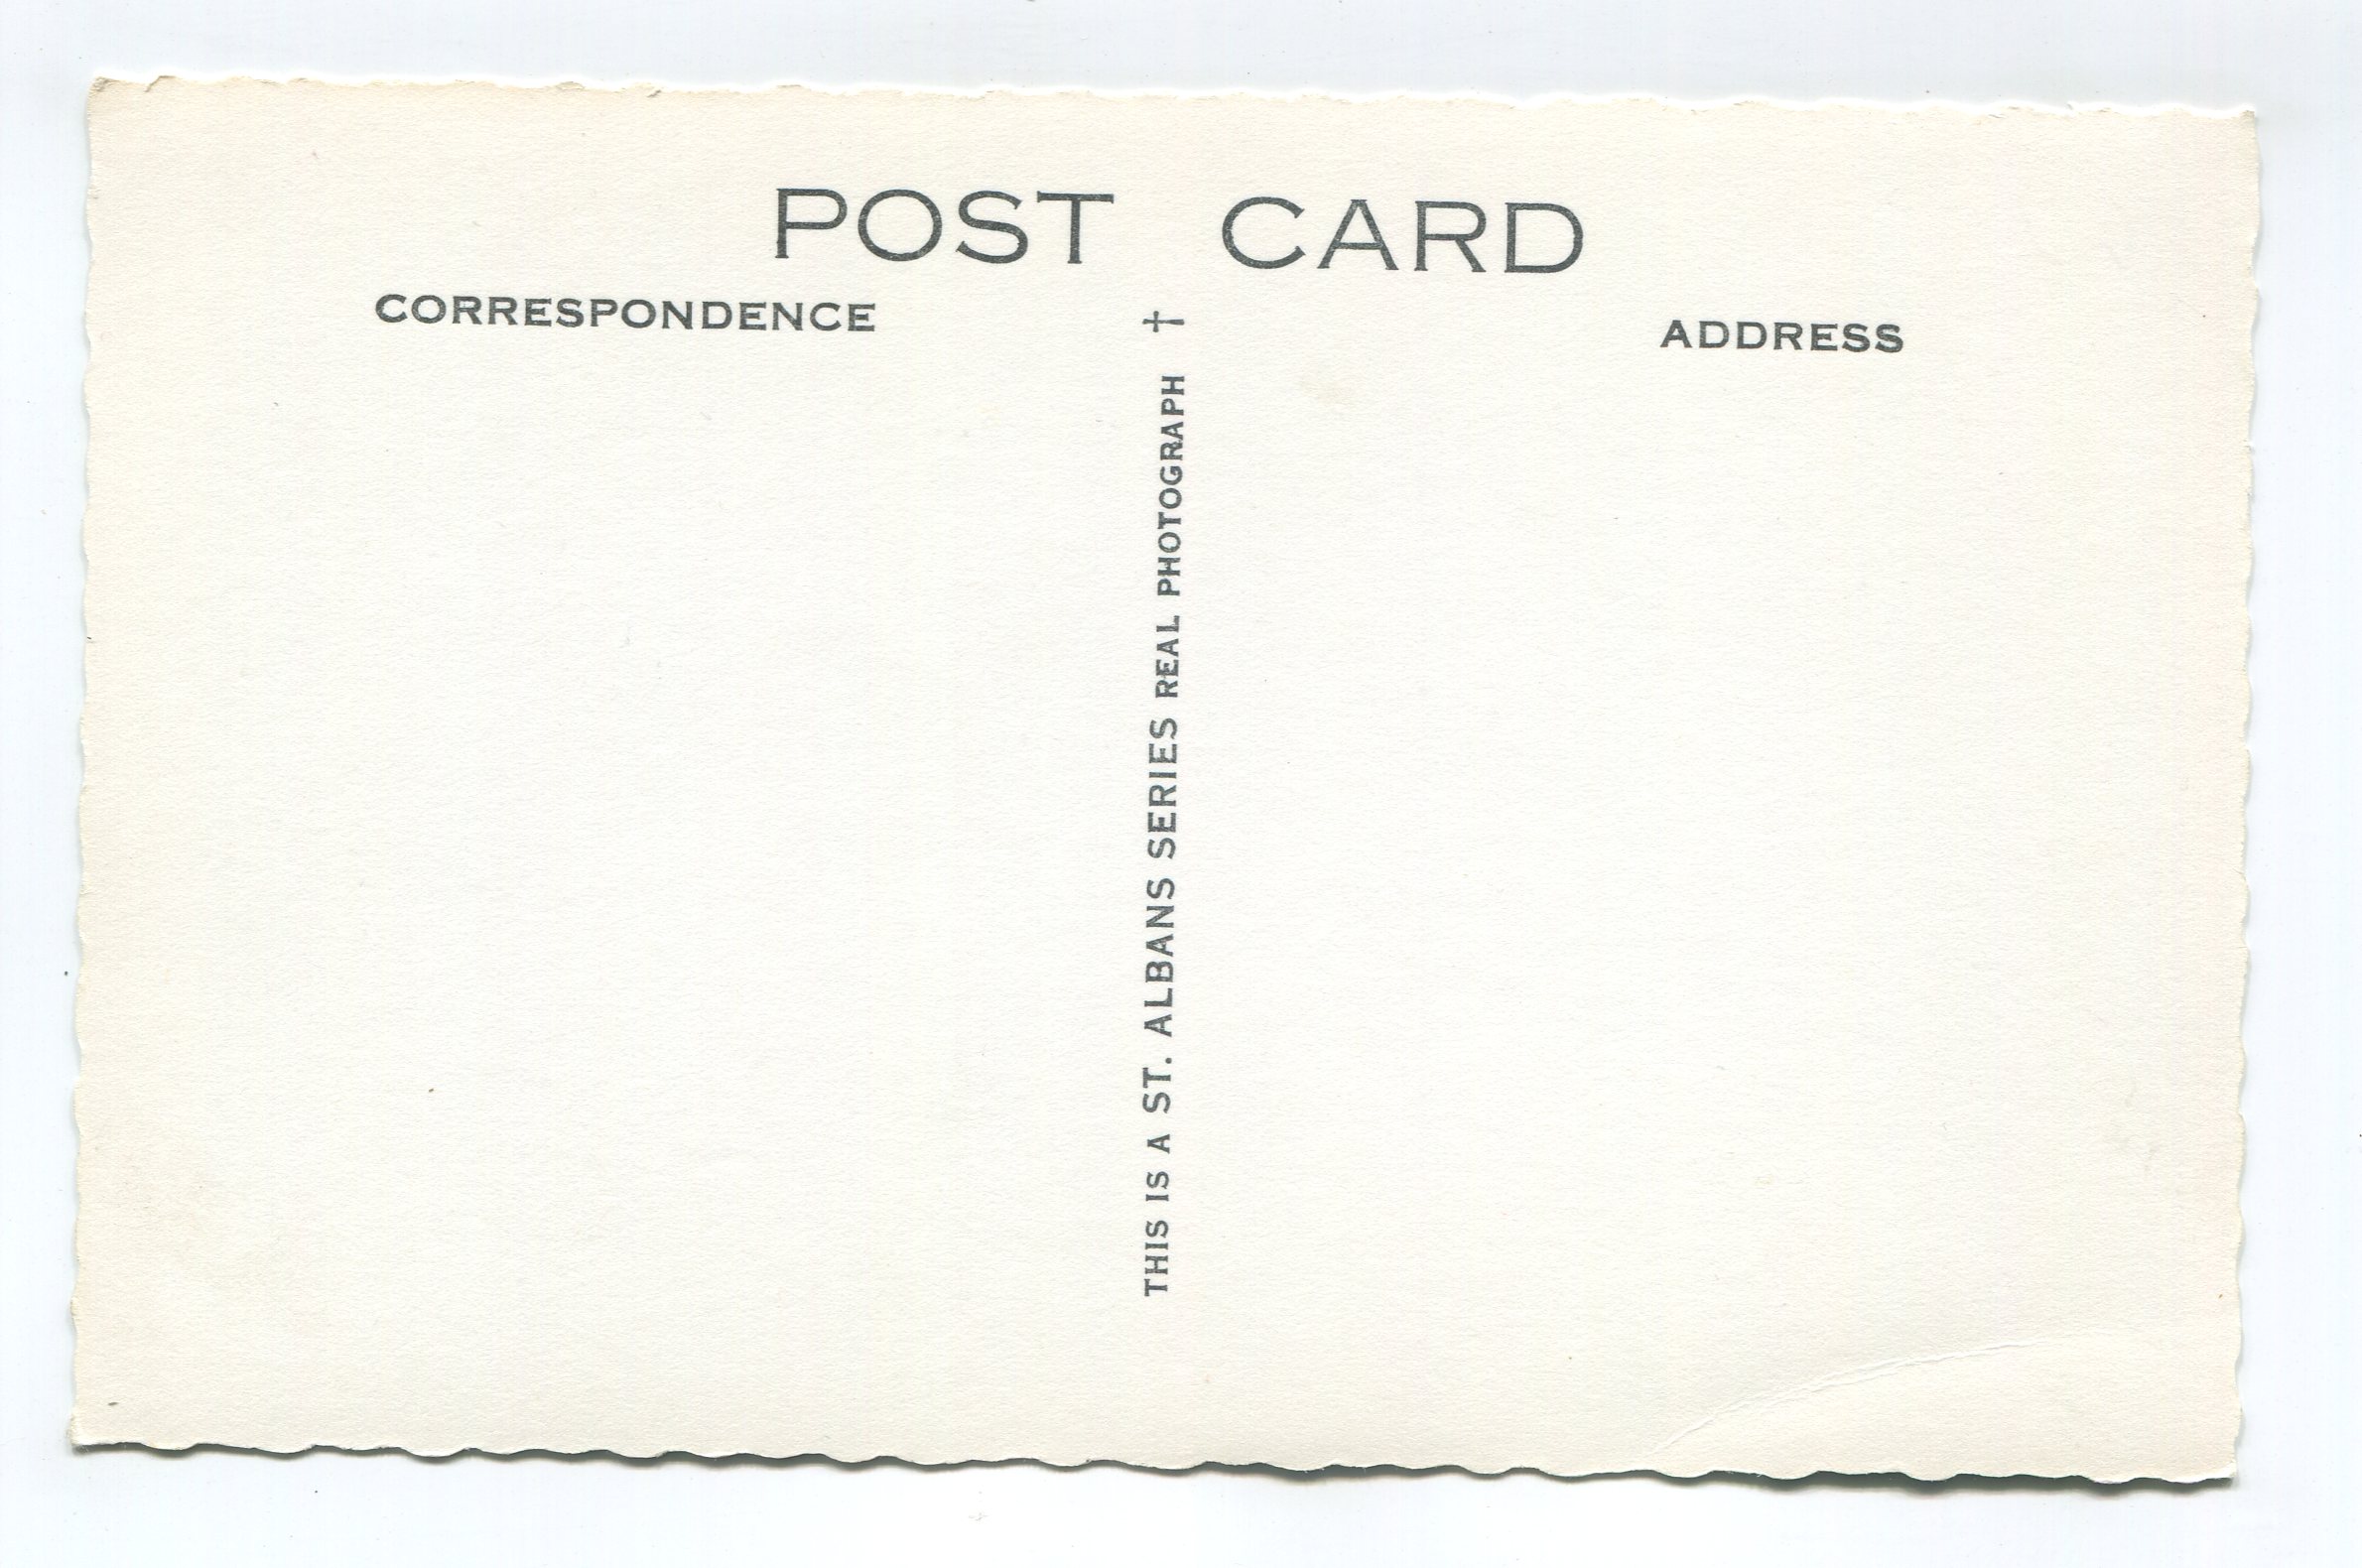 POST CARD
CORRESPONDENCE
ADDRESS
THIS IS A ST. ALBANS SERIES REAL PHOTOGRAPH